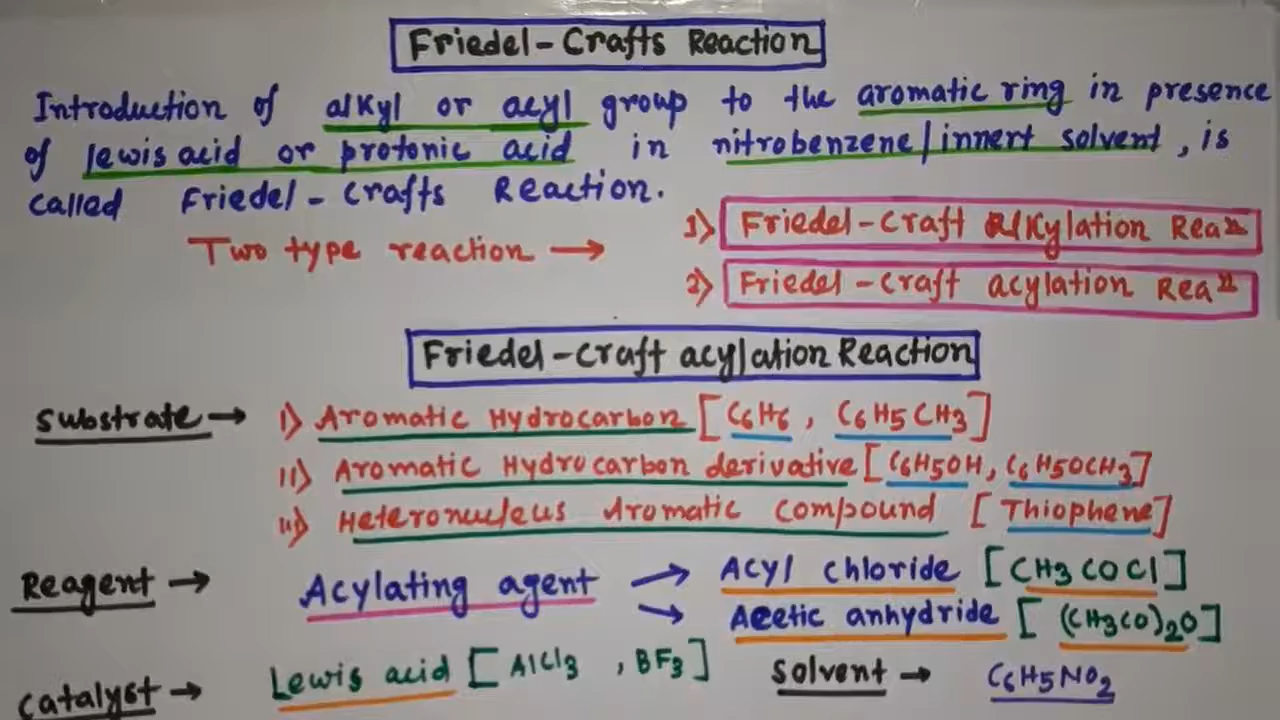 Friedel-Crafts Reaction
Introduction of alkyl or acyl group to the aromatic ring in presence
of lewis acid or protonic acid in nitrobenzene/innert solvent, is
called Friedel-Crafts Reaction.
Two type reaction → 1) Friedel-Craft alkylation Reaⁿ
2) Friedel-Craft acylation Reaⁿ
Friedel-Craft acylation Reaction
Substrate → i) Aromatic Hydrocarbon [C6H6, C6H5CH3]
ii) Aromatic Hydrocarbon derivative [C6H5OH, C6H5OCH3]
ii) Heteronucleus Aromatic Compound [Thiophene]
Reagent → Acylating agent → Acyl chloride [CH3COCl]
→ Acetic anhydride [(CH3CO)2O]
Catalyst → Lewis acid [AlCl3, BF3] Solvent → C6H5NO2